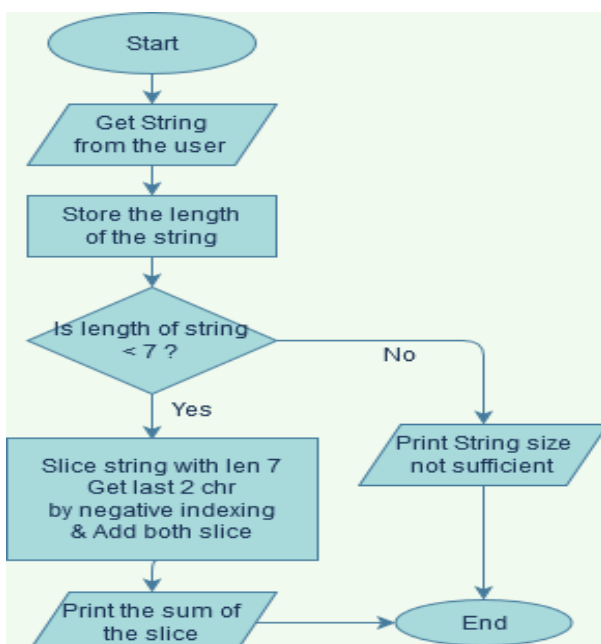 Start
Get String
from the user
Store the length
of the string
Is length of string
< 7 ?
No
Yes
Slice string with len 7
Get last 2 chr
by negative indexing
& Add both slice
Print String size
not sufficient
Print the sum of
the slice
End